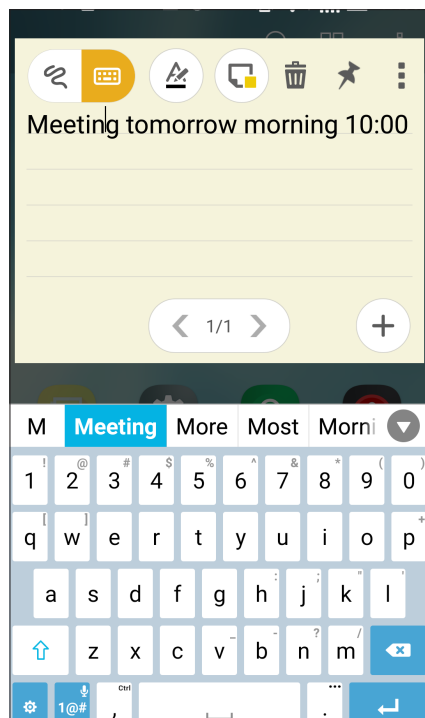 Meeting tomorrow morning 10:00
1/1
M Meeting More Most Morni
! @ # $ % ^ & * ( )
1 2 3 4 5 6 7 8 9 0
[ ] +
q w e r t y u i o p
: ; " '
a s d f g h j k l
_ - ? /
z x c v b n m
Ctrl ...
1@# , .